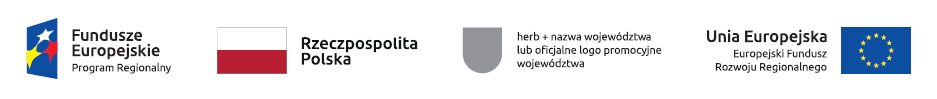 Fundusze
Europejskie
Program Regionalny
Rzeczpospolita
Polska
herb + nazwa województwa
lub oficjalne logo promocyjne
województwa
Unia Europejska
Europejski Fundusz
Rozwoju Regionalnego